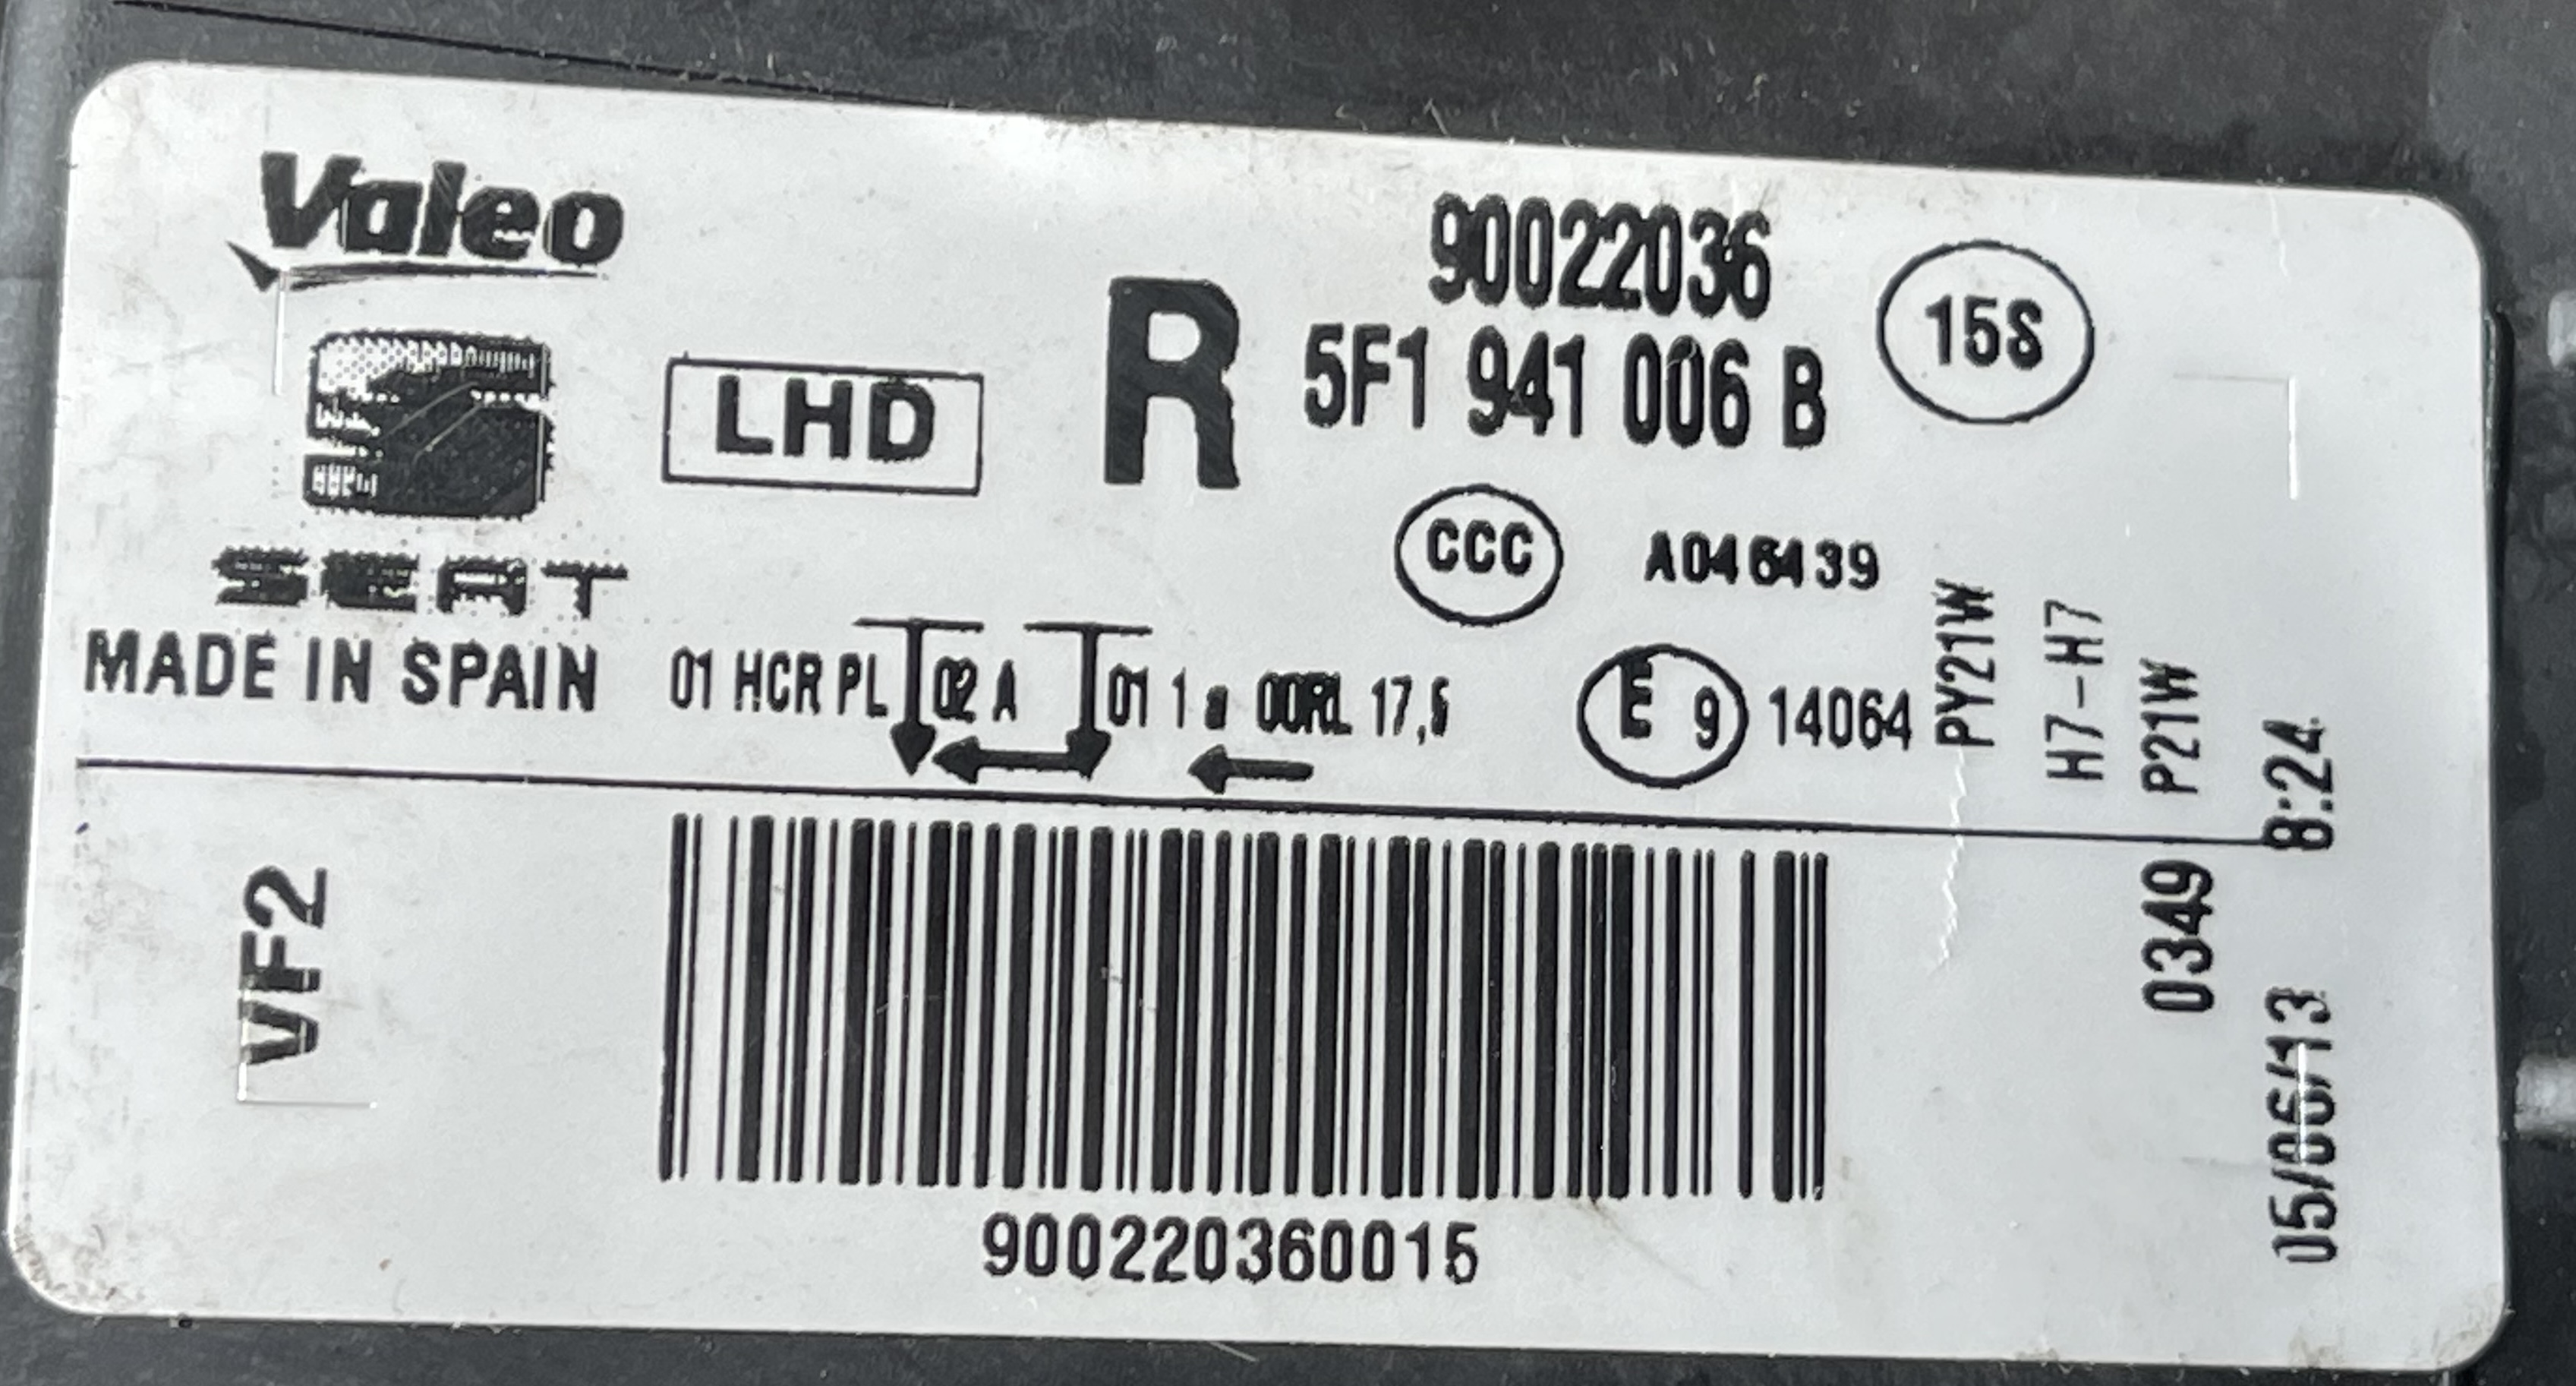 Valeo
90022036
15S
LHD
R
5F1 941 006 B
SEAT
CCC
A046439
MADE IN SPAIN
01 HCR PL 02 A 01 1a 00RL 17,5
E 9 14064
PY21W
H7-H7
P21W
8:24
VF2
0349
05/06/13
900220360015